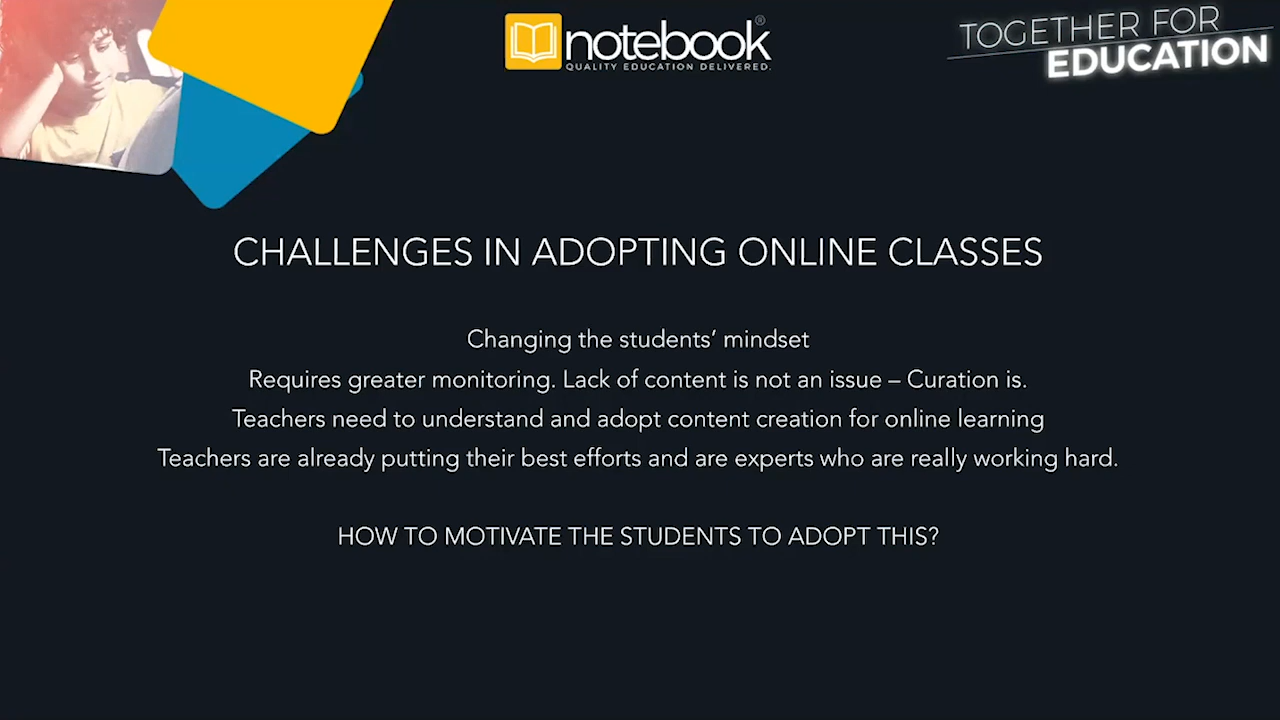 notebook®
QUALITY EDUCATION DELIVERED.
TOGETHER FOR
EDUCATION
CHALLENGES IN ADOPTING ONLINE CLASSES
Changing the students’ mindset
Requires greater monitoring. Lack of content is not an issue – Curation is.
Teachers need to understand and adopt content creation for online learning
Teachers are already putting their best efforts and are experts who are really working hard.
HOW TO MOTIVATE THE STUDENTS TO ADOPT THIS?